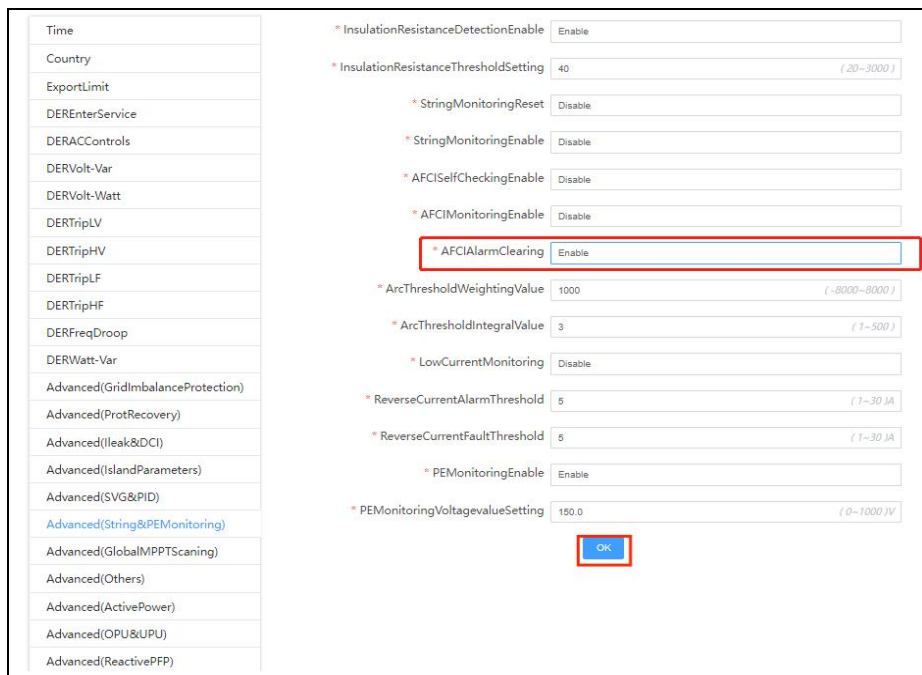 Time
Country
ExportLimit
DEREnterService
DERACControls
DERVolt-Var
DERVolt-Watt
DERTripLV
DERTripHV
DERTripLF
DERTripHF
DERFreqDroop
DERWatt-Var
Advanced(GridImbalanceProtection)
Advanced(ProtRecovery)
Advanced(Ileak&DCI)
Advanced(IslandParameters)
Advanced(SVG&PID)
Advanced(String&PEMonitoring)
Advanced(GlobalMPPTScaning)
Advanced(Others)
Advanced(ActivePower)
Advanced(OPU&UPU)
Advanced(ReactivePFP)
* InsulationResistanceDetectionEnable Enable
* InsulationResistanceThresholdSetting 40 (20~3000)
* StringMonitoringReset Disable
* StringMonitoringEnable Disable
* AFCISelfCheckingEnable Disable
* AFCIMonitoringEnable Disable
* AFCIAlarmClearing Enable
* ArcThresholdWeightingValue 1000 (-8000~8000)
* ArcThresholdIntegralValue 3 (1~500)
* LowCurrentMonitoring Disable
* ReverseCurrentAlarmThreshold 5 (1~30)A
* ReverseCurrentFaultThreshold 5 (1~30)A
* PEMonitoringEnable Enable
* PEMonitoringVoltagevalueSetting 150.0 (0~1000)V
OK